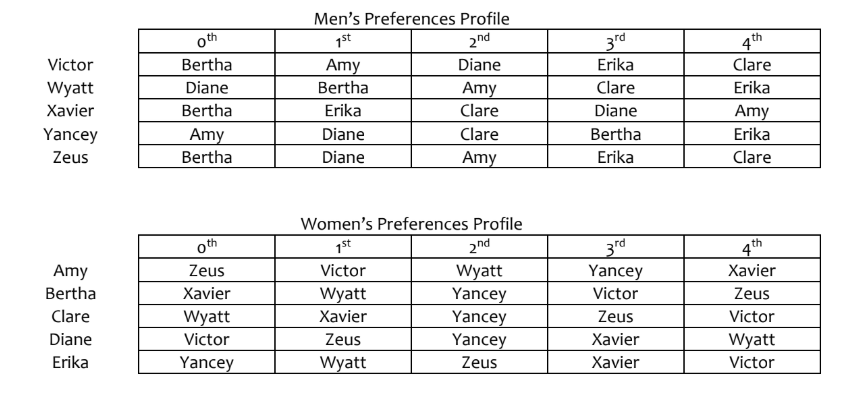 Men’s Preferences Profile
0th 1st 2nd 3rd 4th
Victor Bertha Amy Diane Erika Clare
Wyatt Diane Bertha Amy Clare Erika
Xavier Bertha Erika Clare Diane Amy
Yancey Amy Diane Clare Bertha Erika
Zeus Bertha Diane Amy Erika Clare
Women’s Preferences Profile
0th 1st 2nd 3rd 4th
Amy Zeus Victor Wyatt Yancey Xavier
Bertha Xavier Wyatt Yancey Victor Zeus
Clare Wyatt Xavier Yancey Zeus Victor
Diane Victor Zeus Yancey Xavier Wyatt
Erika Yancey Wyatt Zeus Xavier Victor